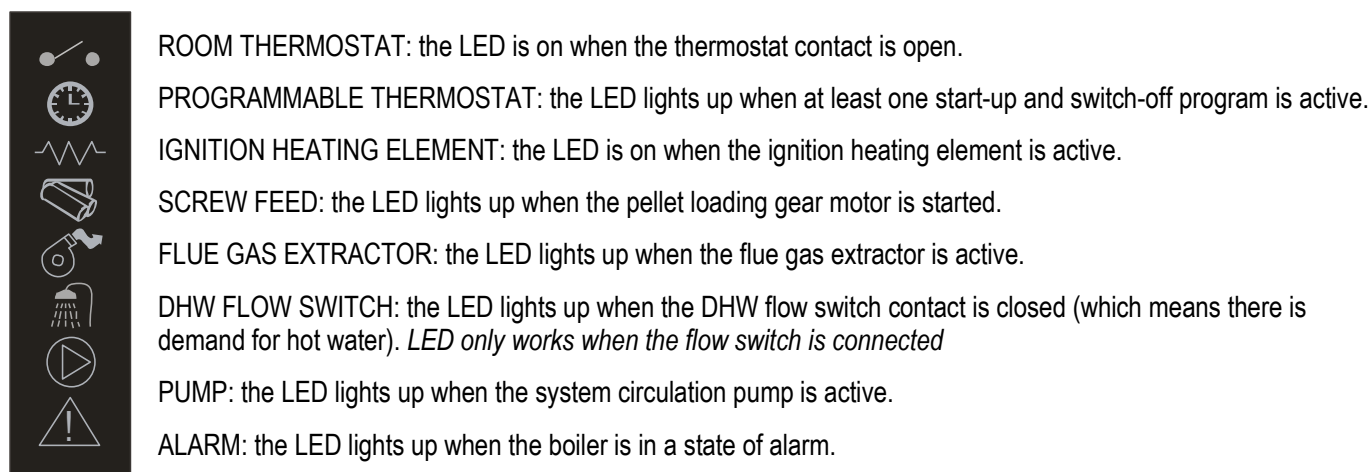 ROOM THERMOSTAT: the LED is on when the thermostat contact is open.
PROGRAMMABLE THERMOSTAT: the LED lights up when at least one start-up and switch-off program is active.
IGNITION HEATING ELEMENT: the LED is on when the ignition heating element is active.
SCREW FEED: the LED lights up when the pellet loading gear motor is started.
FLUE GAS EXTRACTOR: the LED lights up when the flue gas extractor is active.
DHW FLOW SWITCH: the LED lights up when the DHW flow switch contact is closed (which means there is
demand for hot water). LED only works when the flow switch is connected
PUMP: the LED lights up when the system circulation pump is active.
ALARM: the LED lights up when the boiler is in a state of alarm.